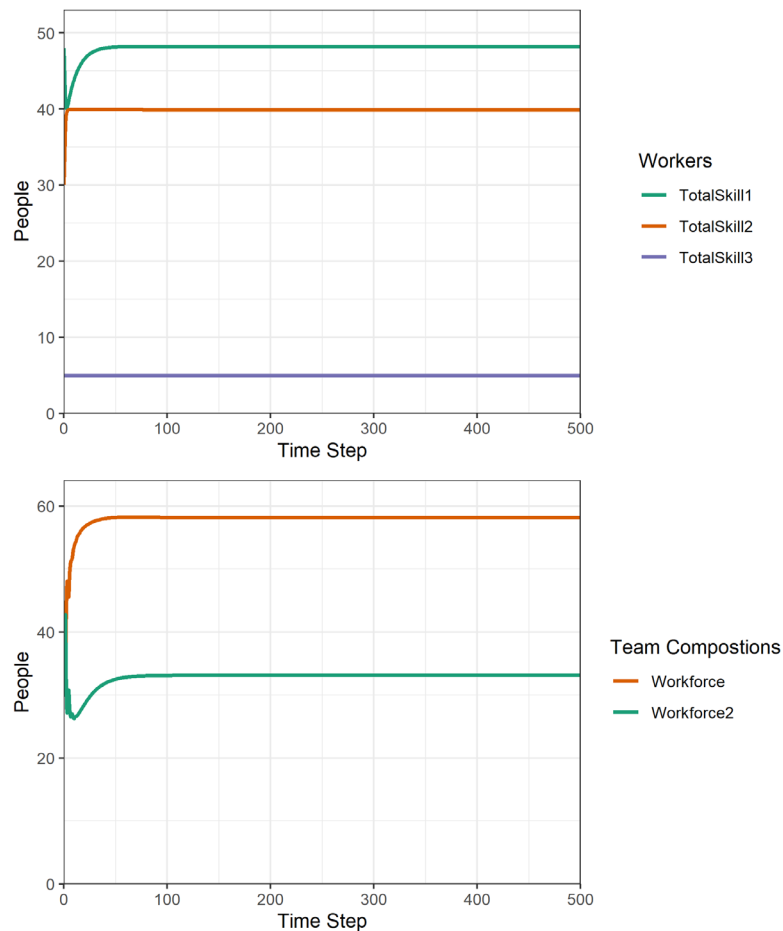 50
40
30
20
10
0
People
0 100 200 300 400 500
Time Step
Workers
TotalSkill1
TotalSkill2
TotalSkill3
60
40
20
0
People
0 100 200 300 400 500
Time Step
Team Compostions
Workforce
Workforce2